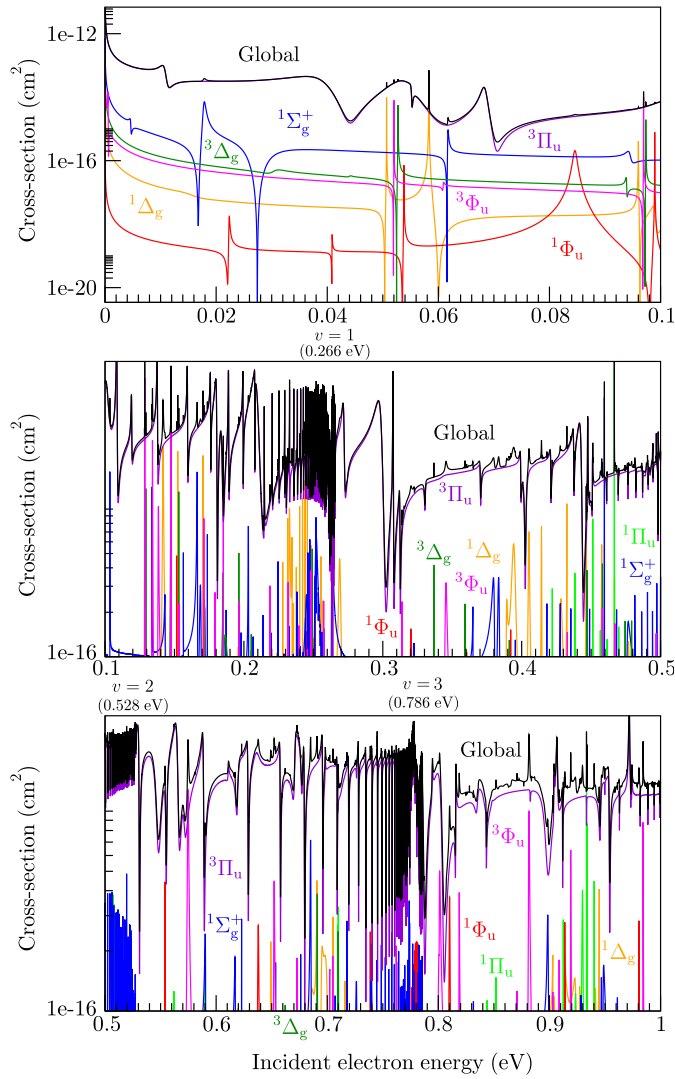 1e-12
Global
¹Σg⁺
³Δg
³Πu
1e-16
¹Δg
³Φu
¹Φu
1e-20
Cross-section (cm²)
0 0.02 0.04 0.06 0.08 0.1
v = 1
(0.266 eV)
Global
³Πu
¹Πu
³Δg
¹Δg
³Φu
¹Σg⁺
¹Φu
1e-16
Cross-section (cm²)
0.1 0.2 0.3 0.4 0.5
v = 2
(0.528 eV)
v = 3
(0.786 eV)
Global
³Φu
³Πu
¹Σg⁺
¹Φu
¹Δg
¹Πu
1e-16
Cross-section (cm²)
0.5 0.6 0.7 0.8 0.9 1
³Δg
Incident electron energy (eV)